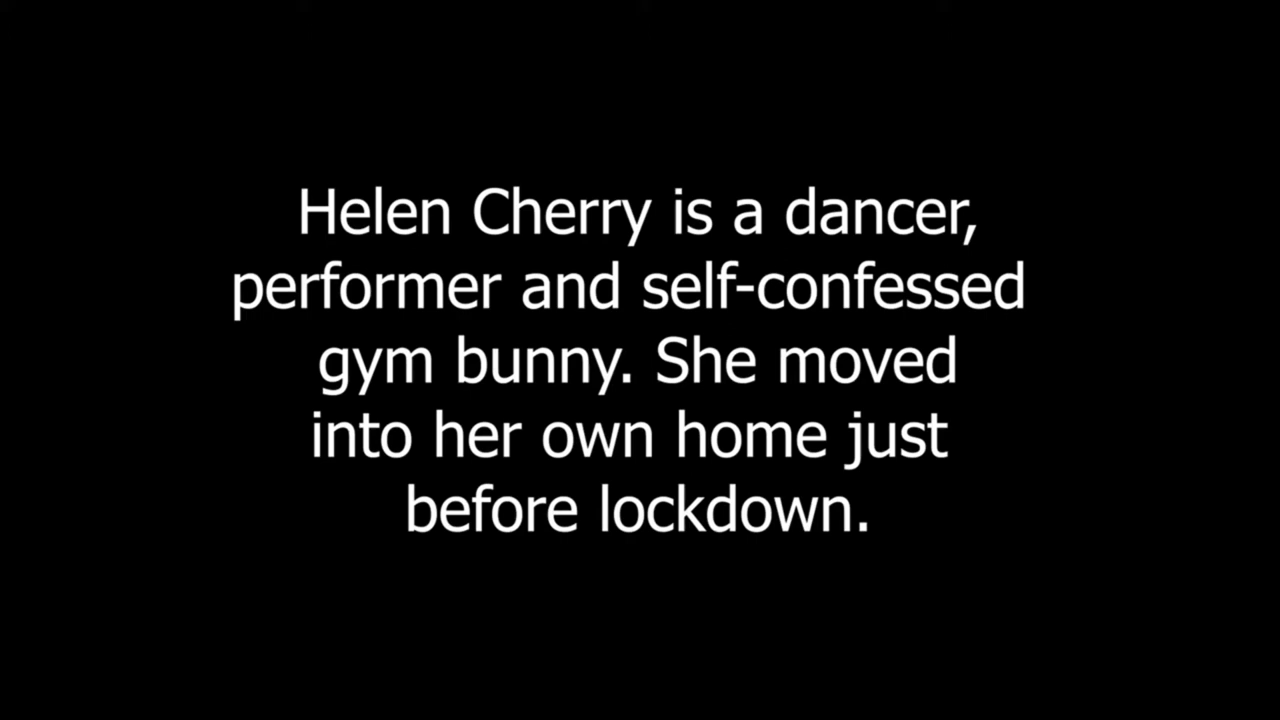 Helen Cherry is a dancer,
performer and self-confessed
gym bunny. She moved
into her own home just
before lockdown.